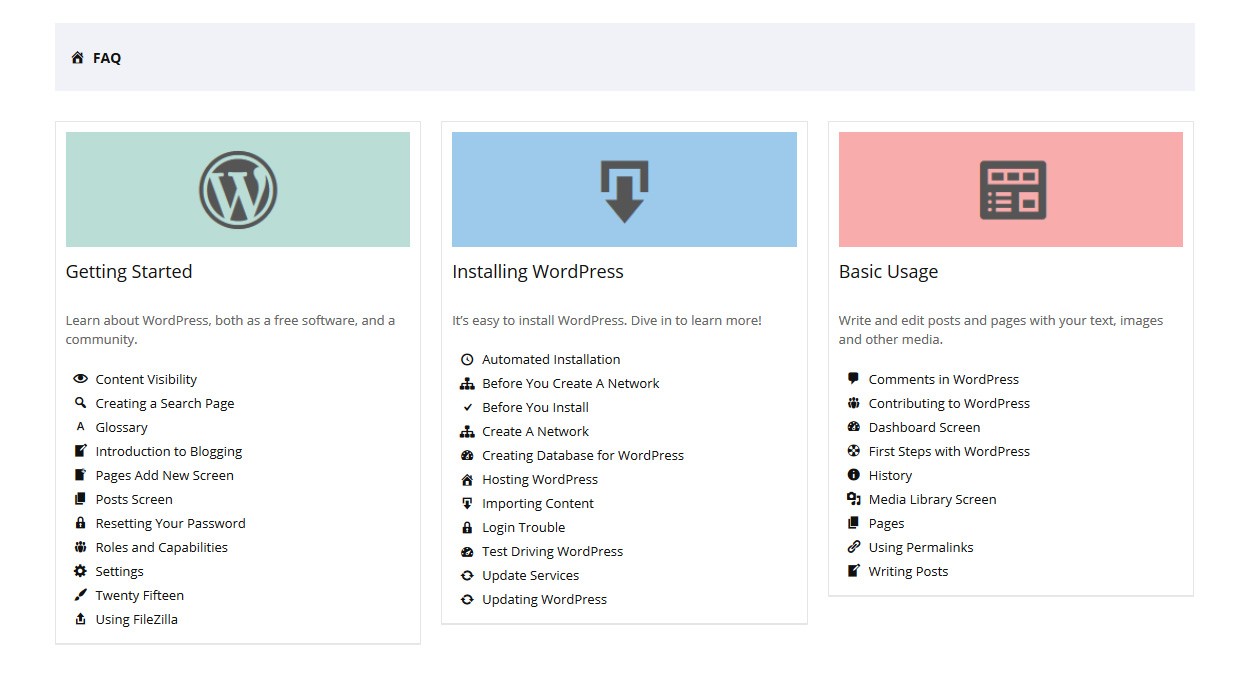 FAQ
Getting Started
Learn about WordPress, both as a free software, and a
community.
Content Visibility
Creating a Search Page
A Glossary
Introduction to Blogging
Pages Add New Screen
Posts Screen
Resetting Your Password
Roles and Capabilities
Settings
Twenty Fifteen
Using FileZilla
Installing WordPress
It’s easy to install WordPress. Dive in to learn more!
Automated Installation
Before You Create A Network
Before You Install
Create A Network
Creating Database for WordPress
Hosting WordPress
Importing Content
Login Trouble
Test Driving WordPress
Update Services
Updating WordPress
Basic Usage
Write and edit posts and pages with your text, images
and other media.
Comments in WordPress
Contributing to WordPress
Dashboard Screen
First Steps with WordPress
History
Media Library Screen
Pages
Using Permalinks
Writing Posts